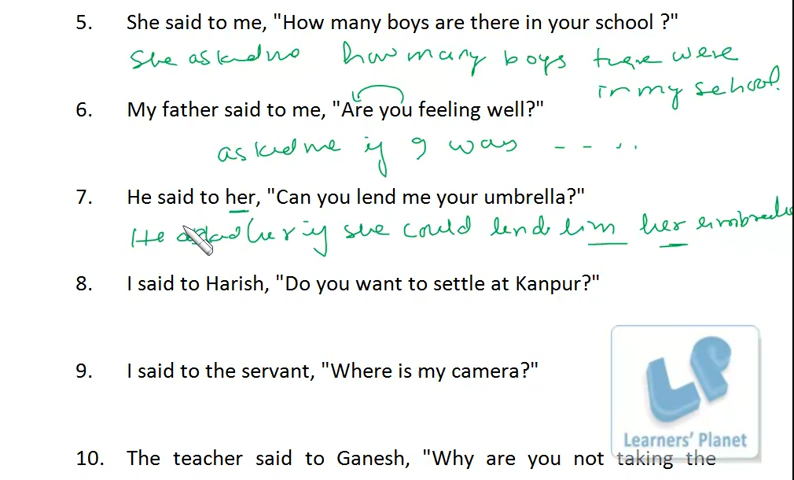 5. She said to me, "How many boys are there in your school ?"
She asked me how many boys there were
in my school.
6. My father said to me, "Are you feeling well?"
asked me if I was - - . .
7. He said to her, "Can you lend me your umbrella?"
He asked her if she could lend him her umbrella
8. I said to Harish, "Do you want to settle at Kanpur?"
9. I said to the servant, "Where is my camera?"
LP
Learners' Planet
10. The teacher said to Ganesh, "Why are you not taking the